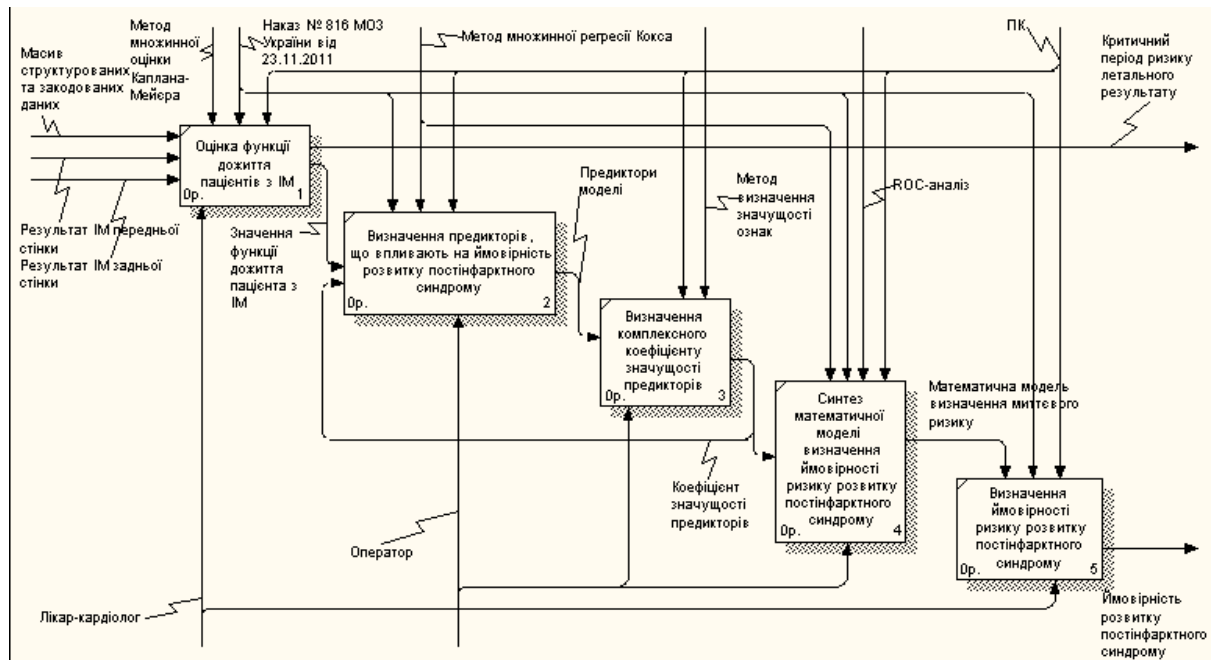 Метод
множинної
оцінки
Каплана-
Мейєра
Наказ № 816 МОЗ
України від
23.11.2011
Метод множинної регресії Кокса
ПК
Критичний
період ризику
летального
результату
Масив
структурованих
та закодованих
даних
Оцінка функції
дожиття
пацієнтів з ІМ
0р.
1
Результат ІМ передньої
стінки
Результат ІМ задньої
стінки
Значення
функції
дожиття
пацієнта з
ІМ
Визначення предикторів,
що впливають на ймовірність
розвитку постінфарктного
синдрому
0р.
2
Предиктори
моделі
Метод
визначення
значущості
ознак
ROC-аналіз
Визначення
комплексного
коефіцієнту
значущості
предикторів
0р.
3
Синтез
математичної
моделі
визначення
ймовірності
ризику розвитку
постінфарктного
синдрому
0р.
4
Математична модель
визначення миттєвого
ризику
Коефіцієнт
значущості
предикторів
Визначення
ймовірності
ризику розвитку
постінфарктного
синдрому
0р.
5
Оператор
Лікар-кардіолог
Ймовірність
розвитку
постінфарктного
синдрому